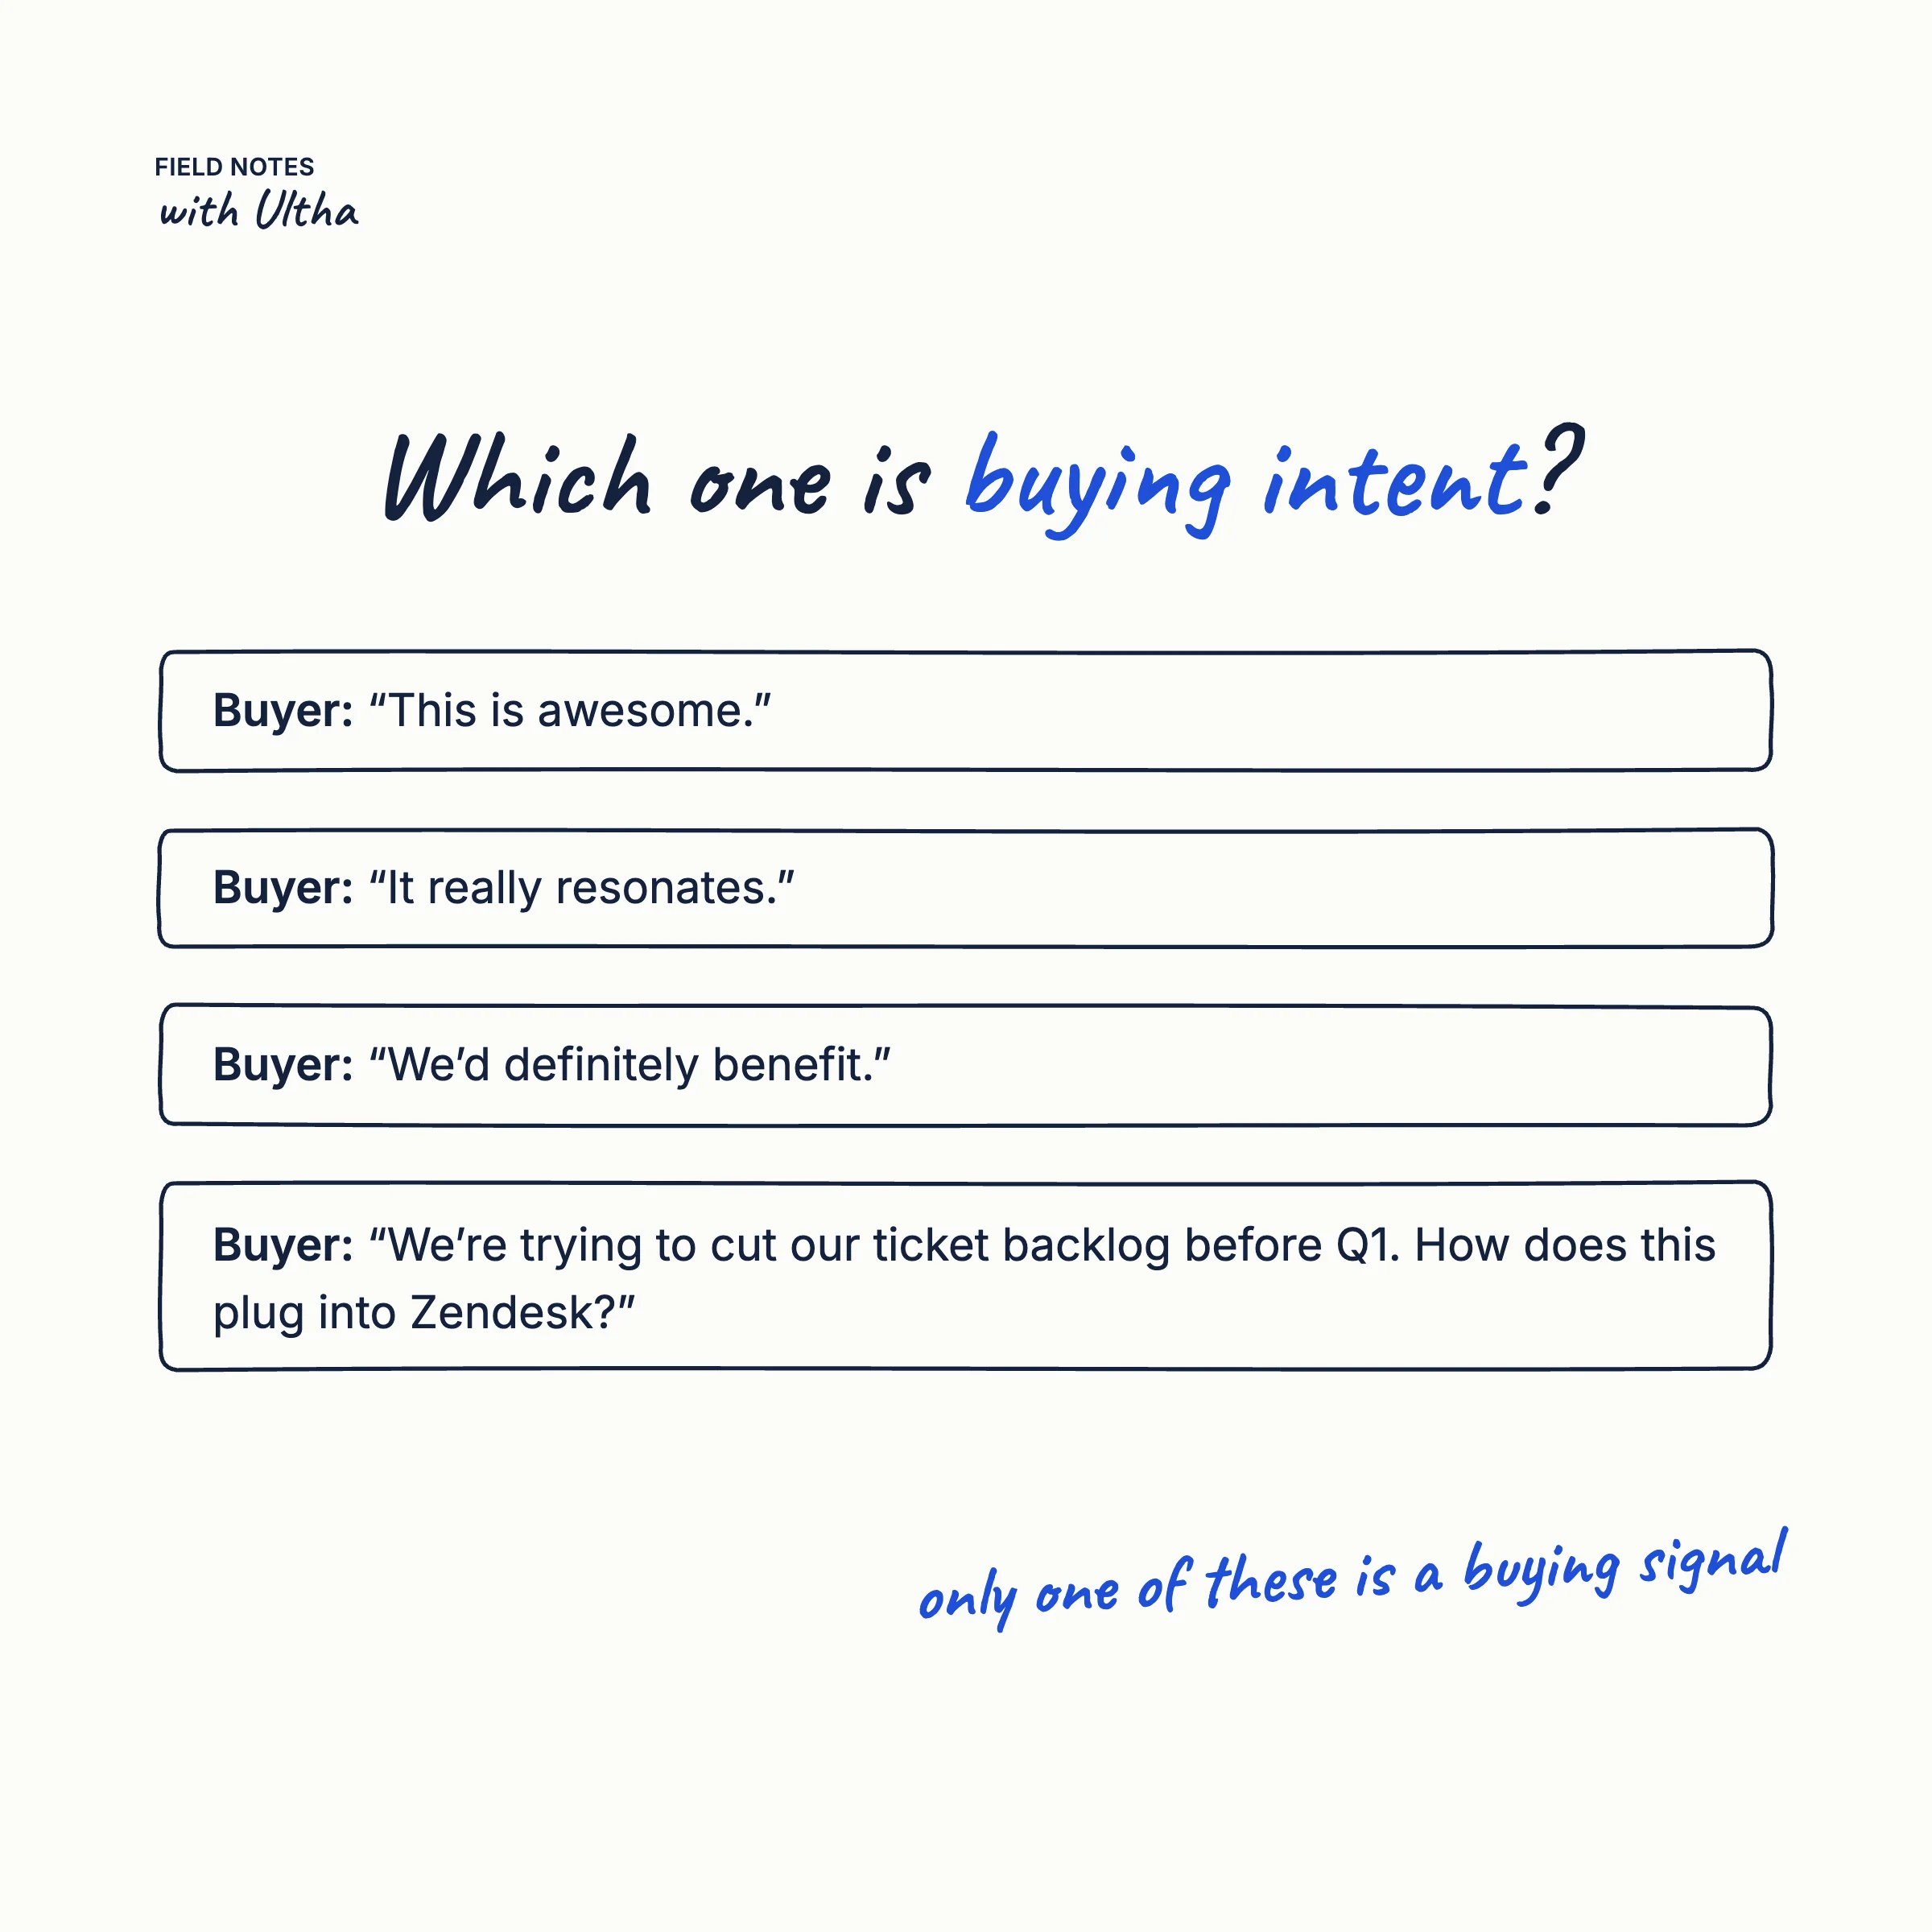 FIELD NOTES
with Ultha
Which one is buying intent?
Buyer: “This is awesome.”
Buyer: “It really resonates.”
Buyer: “We’d definitely benefit.”
Buyer: “We’re trying to cut our ticket backlog before Q1. How does this
plug into Zendesk?”
only one of these is a buying signal